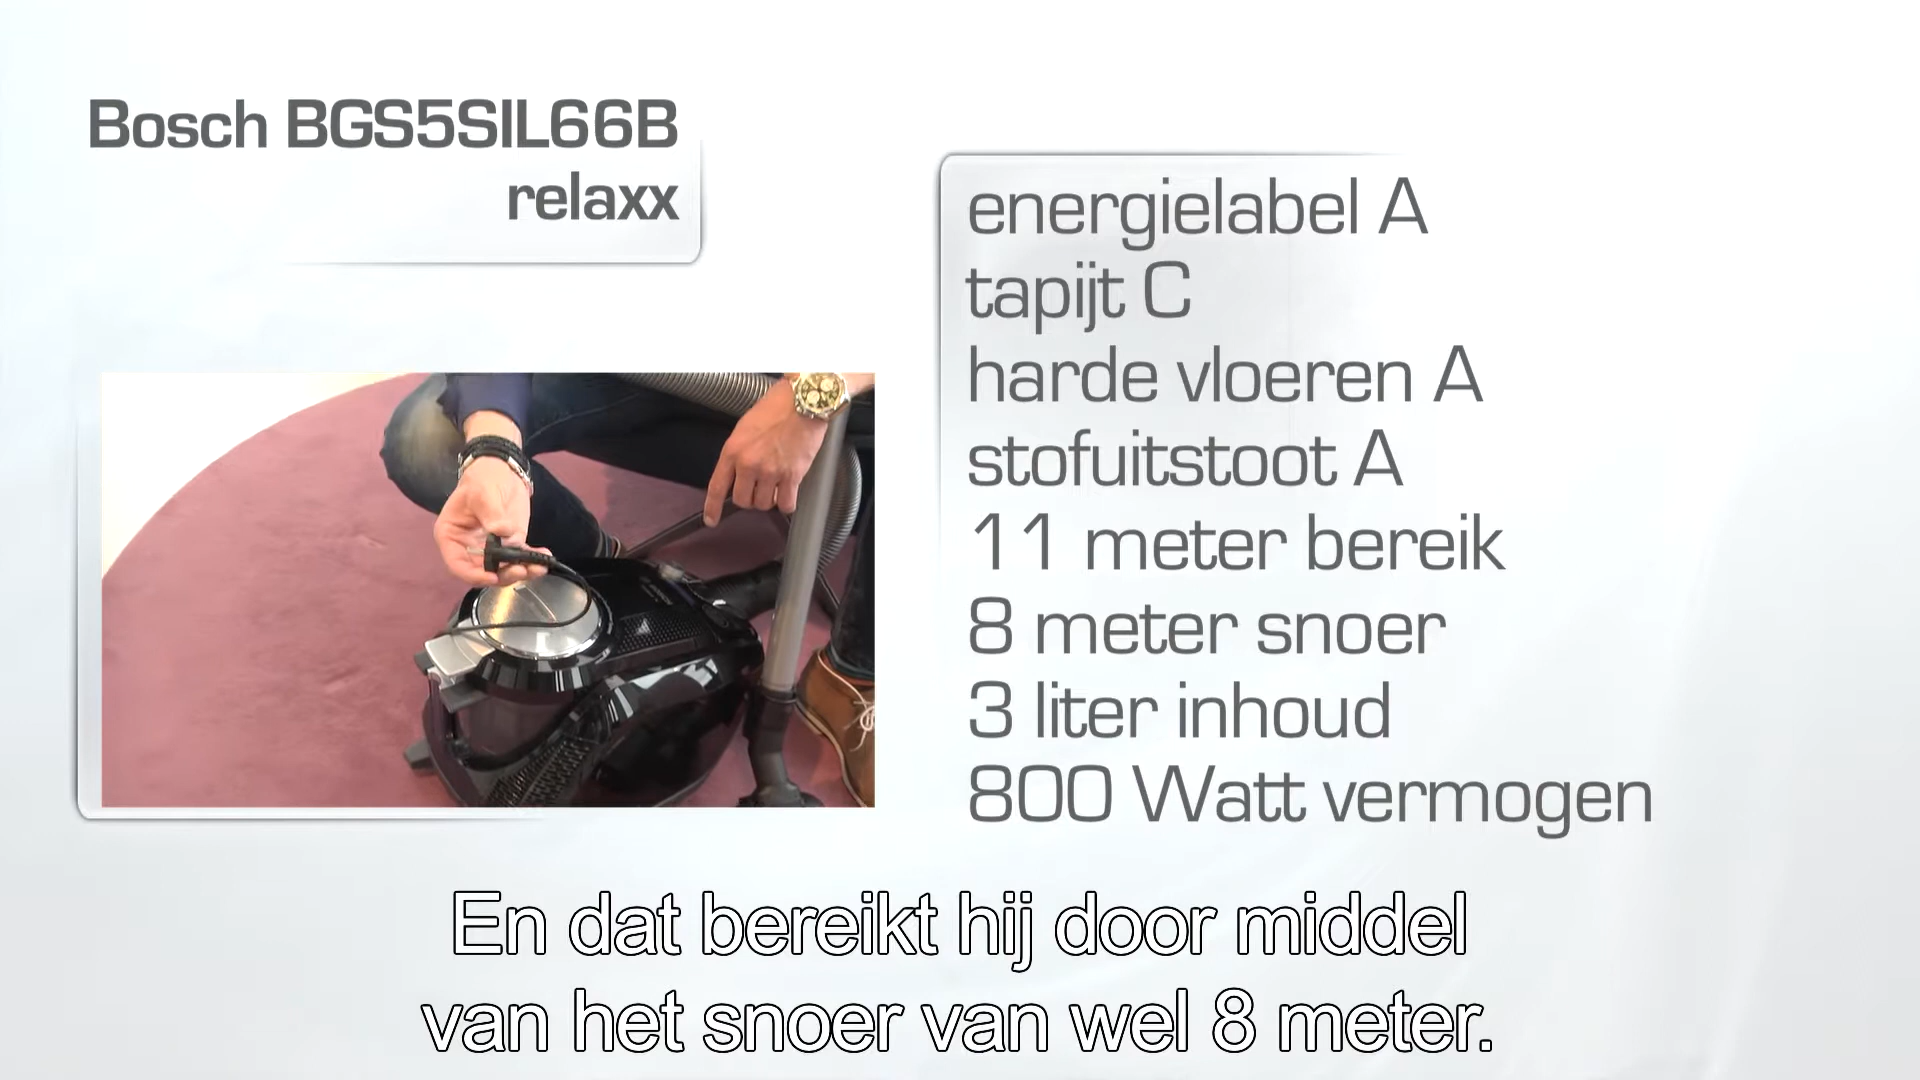 Bosch BGS5SIL66B
relaxx
energielabel A
tapijt C
harde vloeren A
stofuitstoot A
11 meter bereik
8 meter snoer
3 liter inhoud
800 Watt vermogen
En dat bereikt hij door middel
van het snoer van wel 8 meter.